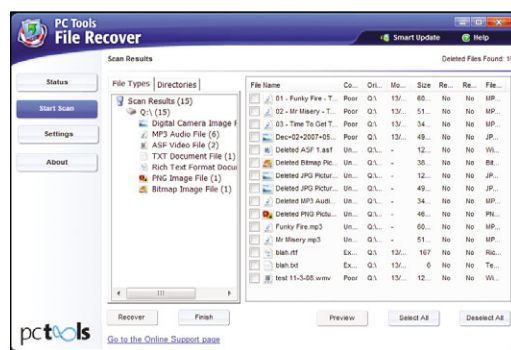 PC Tools
File Recover
Smart Update
Help
Scan Results
Deleted Files Found: 15
Status
Start Scan
Settings
About
File Types
Directories
Scan Results (15)
Q:\ (15)
Digital Camera Image F
MP3 Audio File (6)
ASF Video File (2)
TXT Document File (1)
Rich Text Format Docu
PNG Image File (1)
Bitmap Image File (1)
File Name Co... Ori... Mo... Size Re... Re... File...
01 - Funky Fire - T... Poor Q:\ 13/... 60... No No MP...
02 - Mr Misery - T... Poor Q:\ 13/... 51... No No MP...
03 - Time To Get T... Poor Q:\ 13/... 34... No No MP...
Dec+02+2007+05... Poor Q:\ 13/... 49... No No JP...
Deleted ASF 1.asf Un... Q:\ - 12... No No Wi...
Deleted Bitmap Pic... Un... Q:\ - 38... No No Bit...
Deleted JPG Pictur... Un... Q:\ - 12... No No JP...
Deleted JPG Pictur... Un... Q:\ - 49... No No JP...
Deleted MP3 Audi... Un... Q:\ - 34... No No MP...
Deleted PNG Pictu... Un... Q:\ - 46... No No PN...
Funky Fire.mp3 Un... Q:\ - 60... No No MP...
Mr Misery.mp3 Un... Q:\ - 51... No No MP...
blah.rtf Ex... Q:\ 13/... 167 No No Ric...
blah.txt Ex... Q:\ 13/... 6 No No Te...
test 11-3-08.wmv Poor Q:\ 13/... 12... No No Wi...
Recover
Finish
Preview
Select All
Deselect All
pctools
Go to the Online Support page